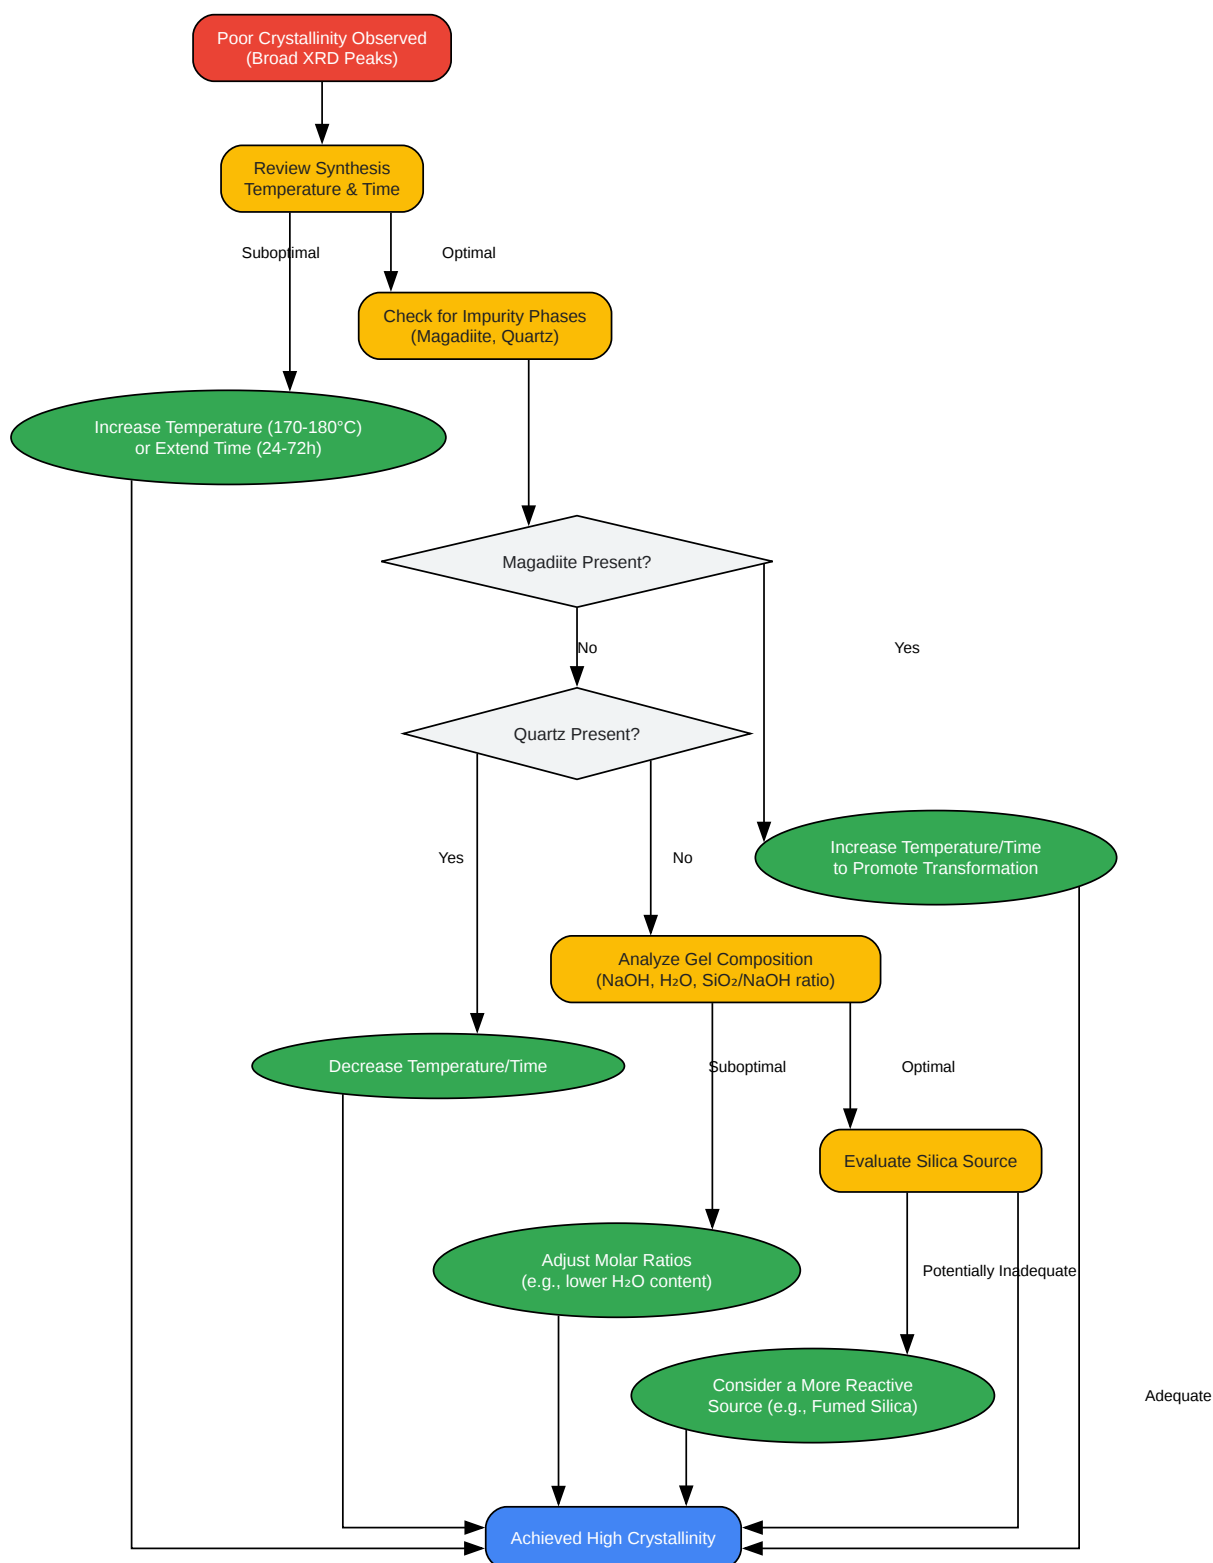 Poor Crystallinity Observed
(Broad XRD Peaks)
Review Synthesis
Temperature & Time
Suboptimal
Optimal
Check for Impurity Phases
(Magadiite, Quartz)
Increase Temperature (170-180°C)
or Extend Time (24-72h)
Magadiite Present?
No
Yes
Quartz Present?
Yes
No
Increase Temperature/Time
to Promote Transformation
Analyze Gel Composition
(NaOH, H₂O, SiO₂/NaOH ratio)
Decrease Temperature/Time
Suboptimal
Optimal
Evaluate Silica Source
Adjust Molar Ratios
(e.g., lower H₂O content)
Potentially Inadequate
Consider a More Reactive
Source (e.g., Fumed Silica)
Adequate
Achieved High Crystallinity